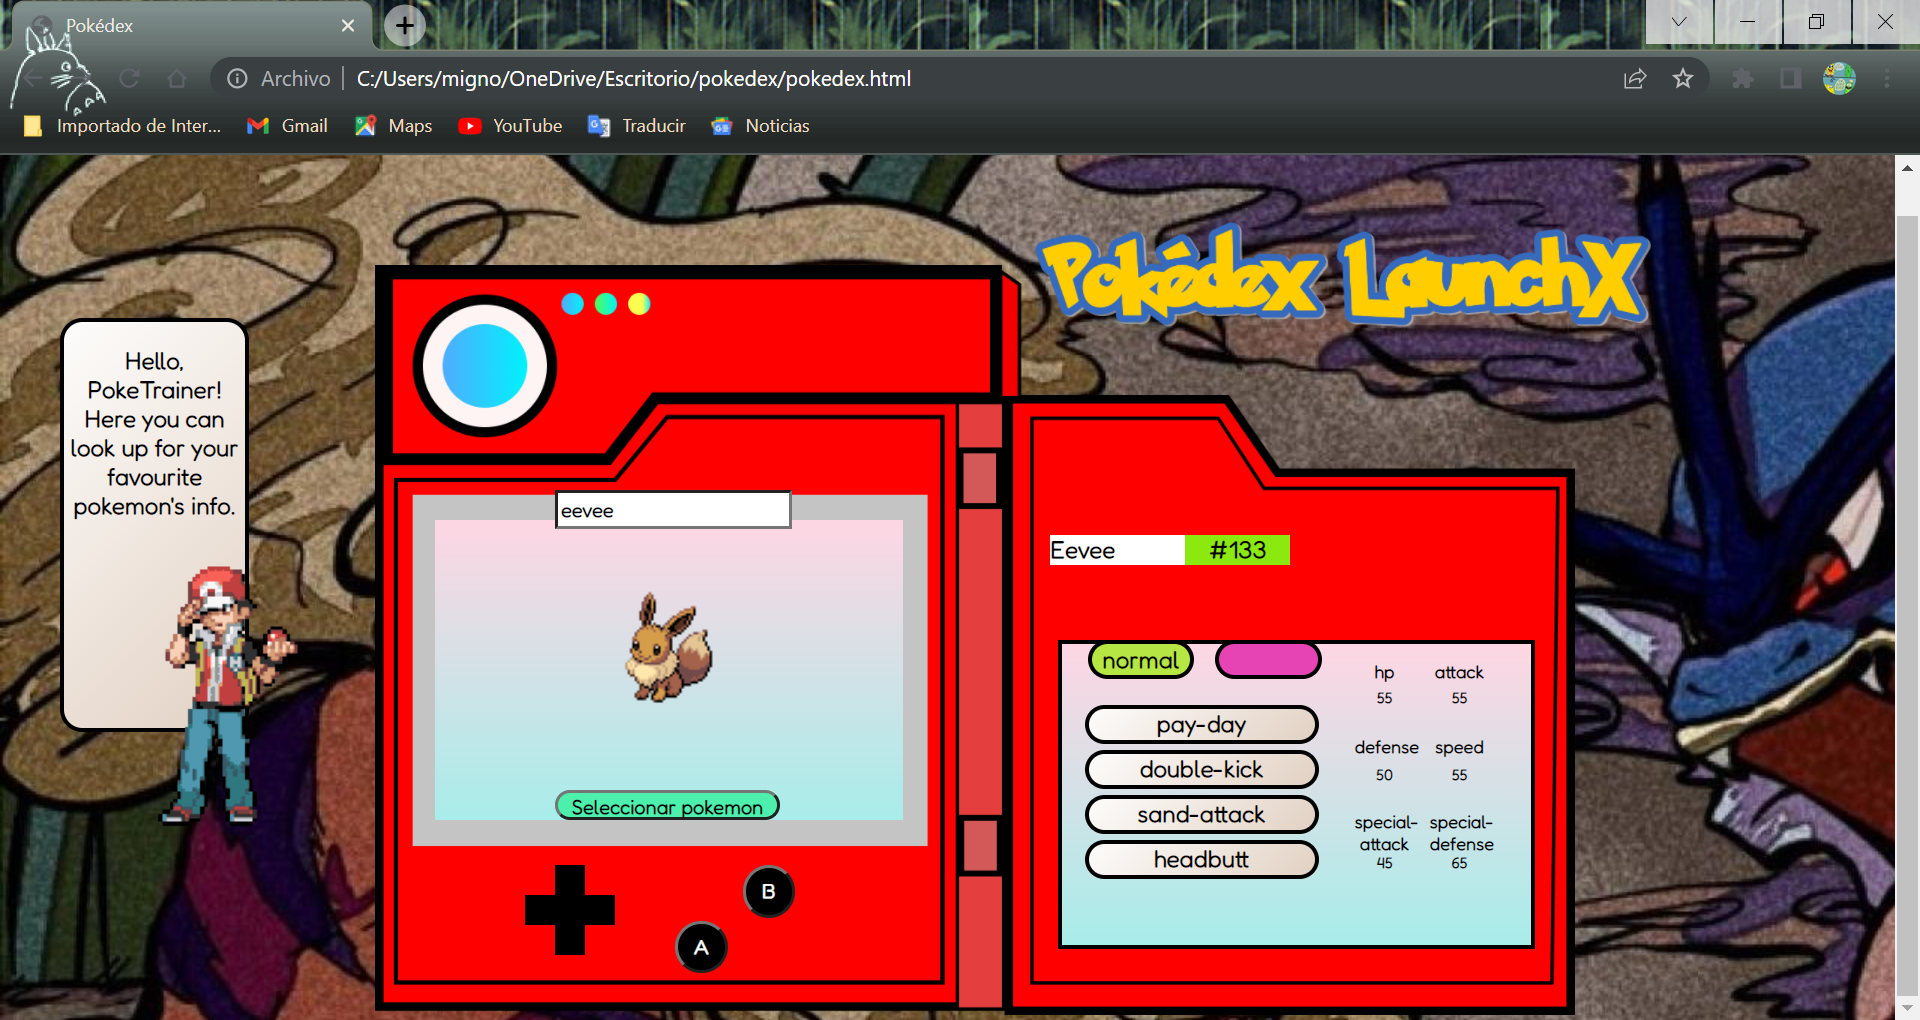 Pokédex
Archivo
C:/Users/migno/OneDrive/Escritorio/pokedex/pokedex.html
Importado de Inter...
Gmail
Maps
YouTube
Traducir
Noticias
Pokédex LaunchX
Hello,
PokeTrainer!
Here you can
look up for your
favourite
pokemon's info.
eevee
Seleccionar pokemon
B
A
Eevee
#133
normal
pay-day
double-kick
sand-attack
headbutt
hp attack
55 55
defense speed
50 55
special- special-
attack defense
45 65